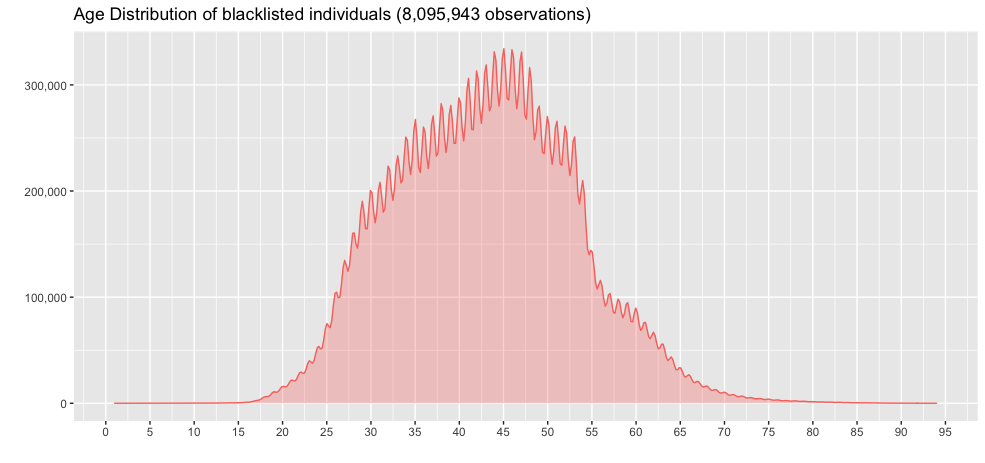 Age Distribution of blacklisted individuals (8,095,943 observations)
300,000
200,000
100,000
0
0 5 10 15 20 25 30 35 40 45 50 55 60 65 70 75 80 85 90 95